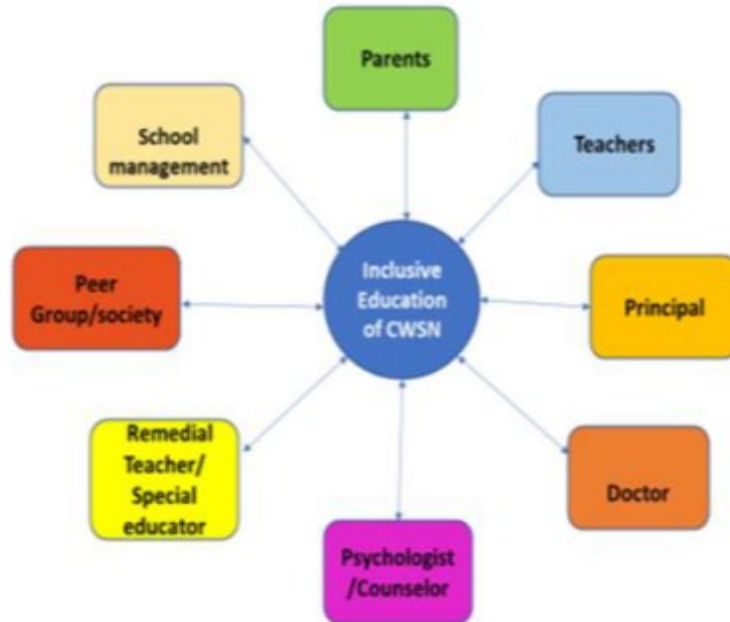 Parents
School
management
Teachers
Inclusive
Education
of CWSN
Peer
Group/society
Principal
Remedial
Teacher/
Special
educator
Doctor
Psychologist
/Counselor